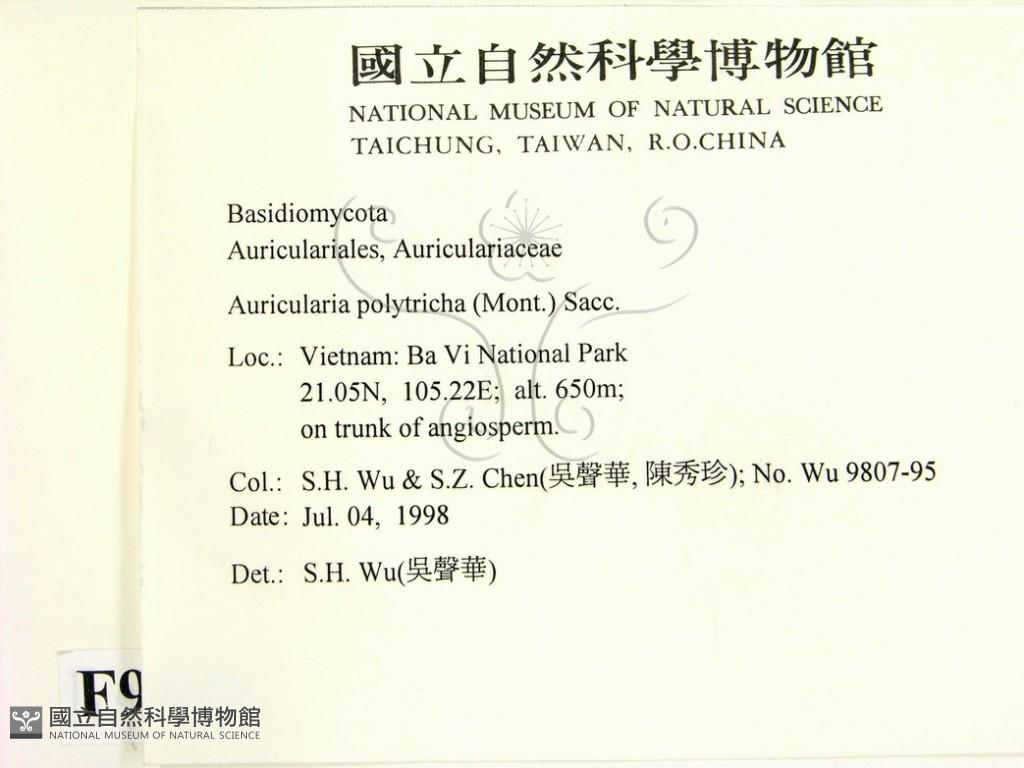 國立自然科學博物館
NATIONAL MUSEUM OF NATURAL SCIENCE
TAICHUNG, TAIWAN, R.O.CHINA
Basidiomycota
Auriculariales, Auriculariaceae
Auricularia polytricha (Mont.) Sacc.
Loc.: Vietnam: Ba Vi National Park
21.05N, 105.22E; alt. 650m;
on trunk of angiosperm.
Col.: S.H. Wu & S.Z. Chen(吳聲華, 陳秀珍); No. Wu 9807-95
Date: Jul. 04, 1998
Det.: S.H. Wu(吳聲華)
F9
國立自然科學博物館
NATIONAL MUSEUM OF NATURAL SCIENCE